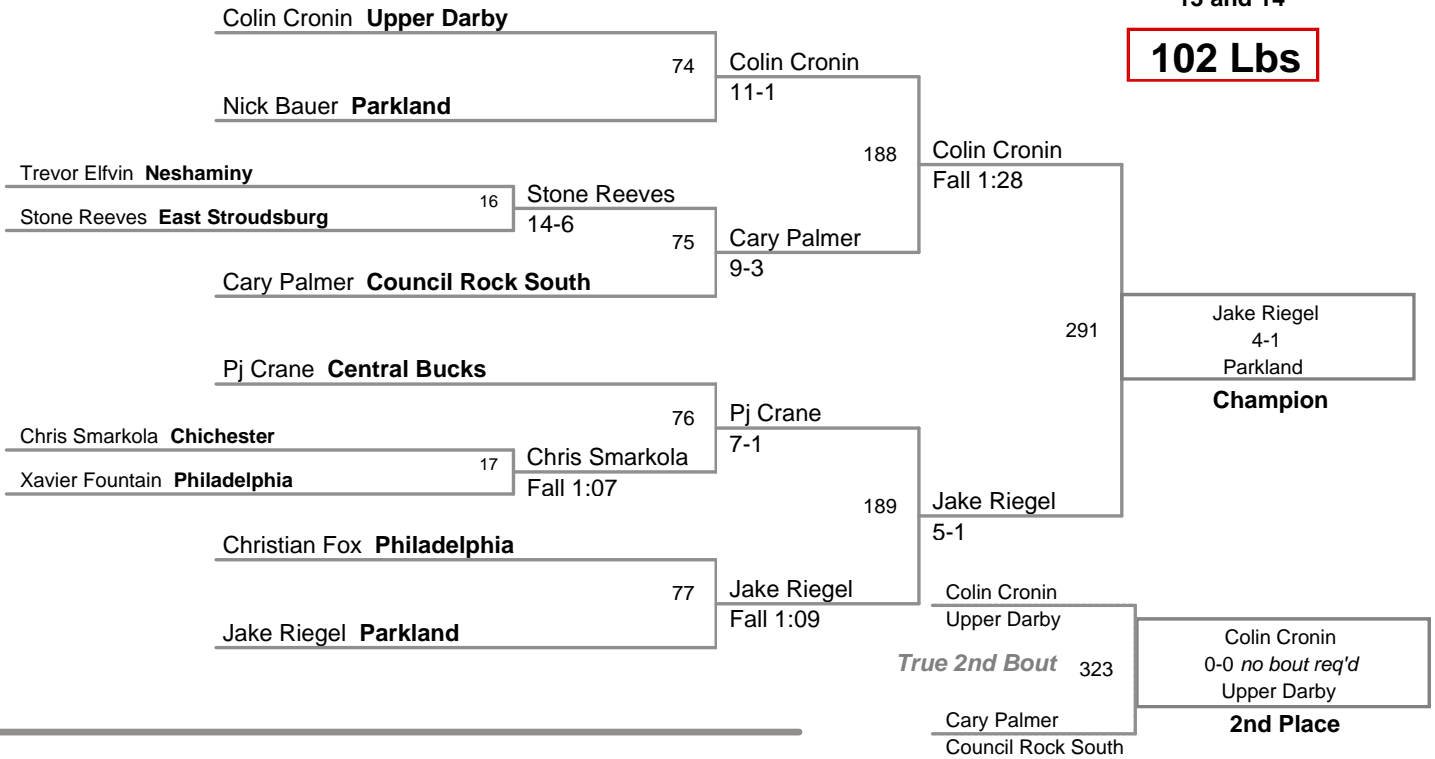 13 and 14
102 Lbs
Colin Cronin Upper Darby
74
Nick Bauer Parkland
Colin Cronin
11-1
Trevor Elfvin Neshaminy
16
Stone Reeves East Stroudsburg
Stone Reeves
14-6
75
Cary Palmer Council Rock South
Cary Palmer
9-3
188
Colin Cronin
Fall 1:28
Pj Crane Central Bucks
76
Chris Smarkola Chichester
17
Xavier Fountain Philadelphia
Chris Smarkola
Fall 1:07
Pj Crane
7-1
Christian Fox Philadelphia
77
Jake Riegel Parkland
Jake Riegel
Fall 1:09
189
Jake Riegel
5-1
291
Jake Riegel
4-1
Parkland
Champion
Colin Cronin
Upper Darby
True 2nd Bout 323
Cary Palmer
Council Rock South
Colin Cronin
0-0 no bout req'd
Upper Darby
2nd Place